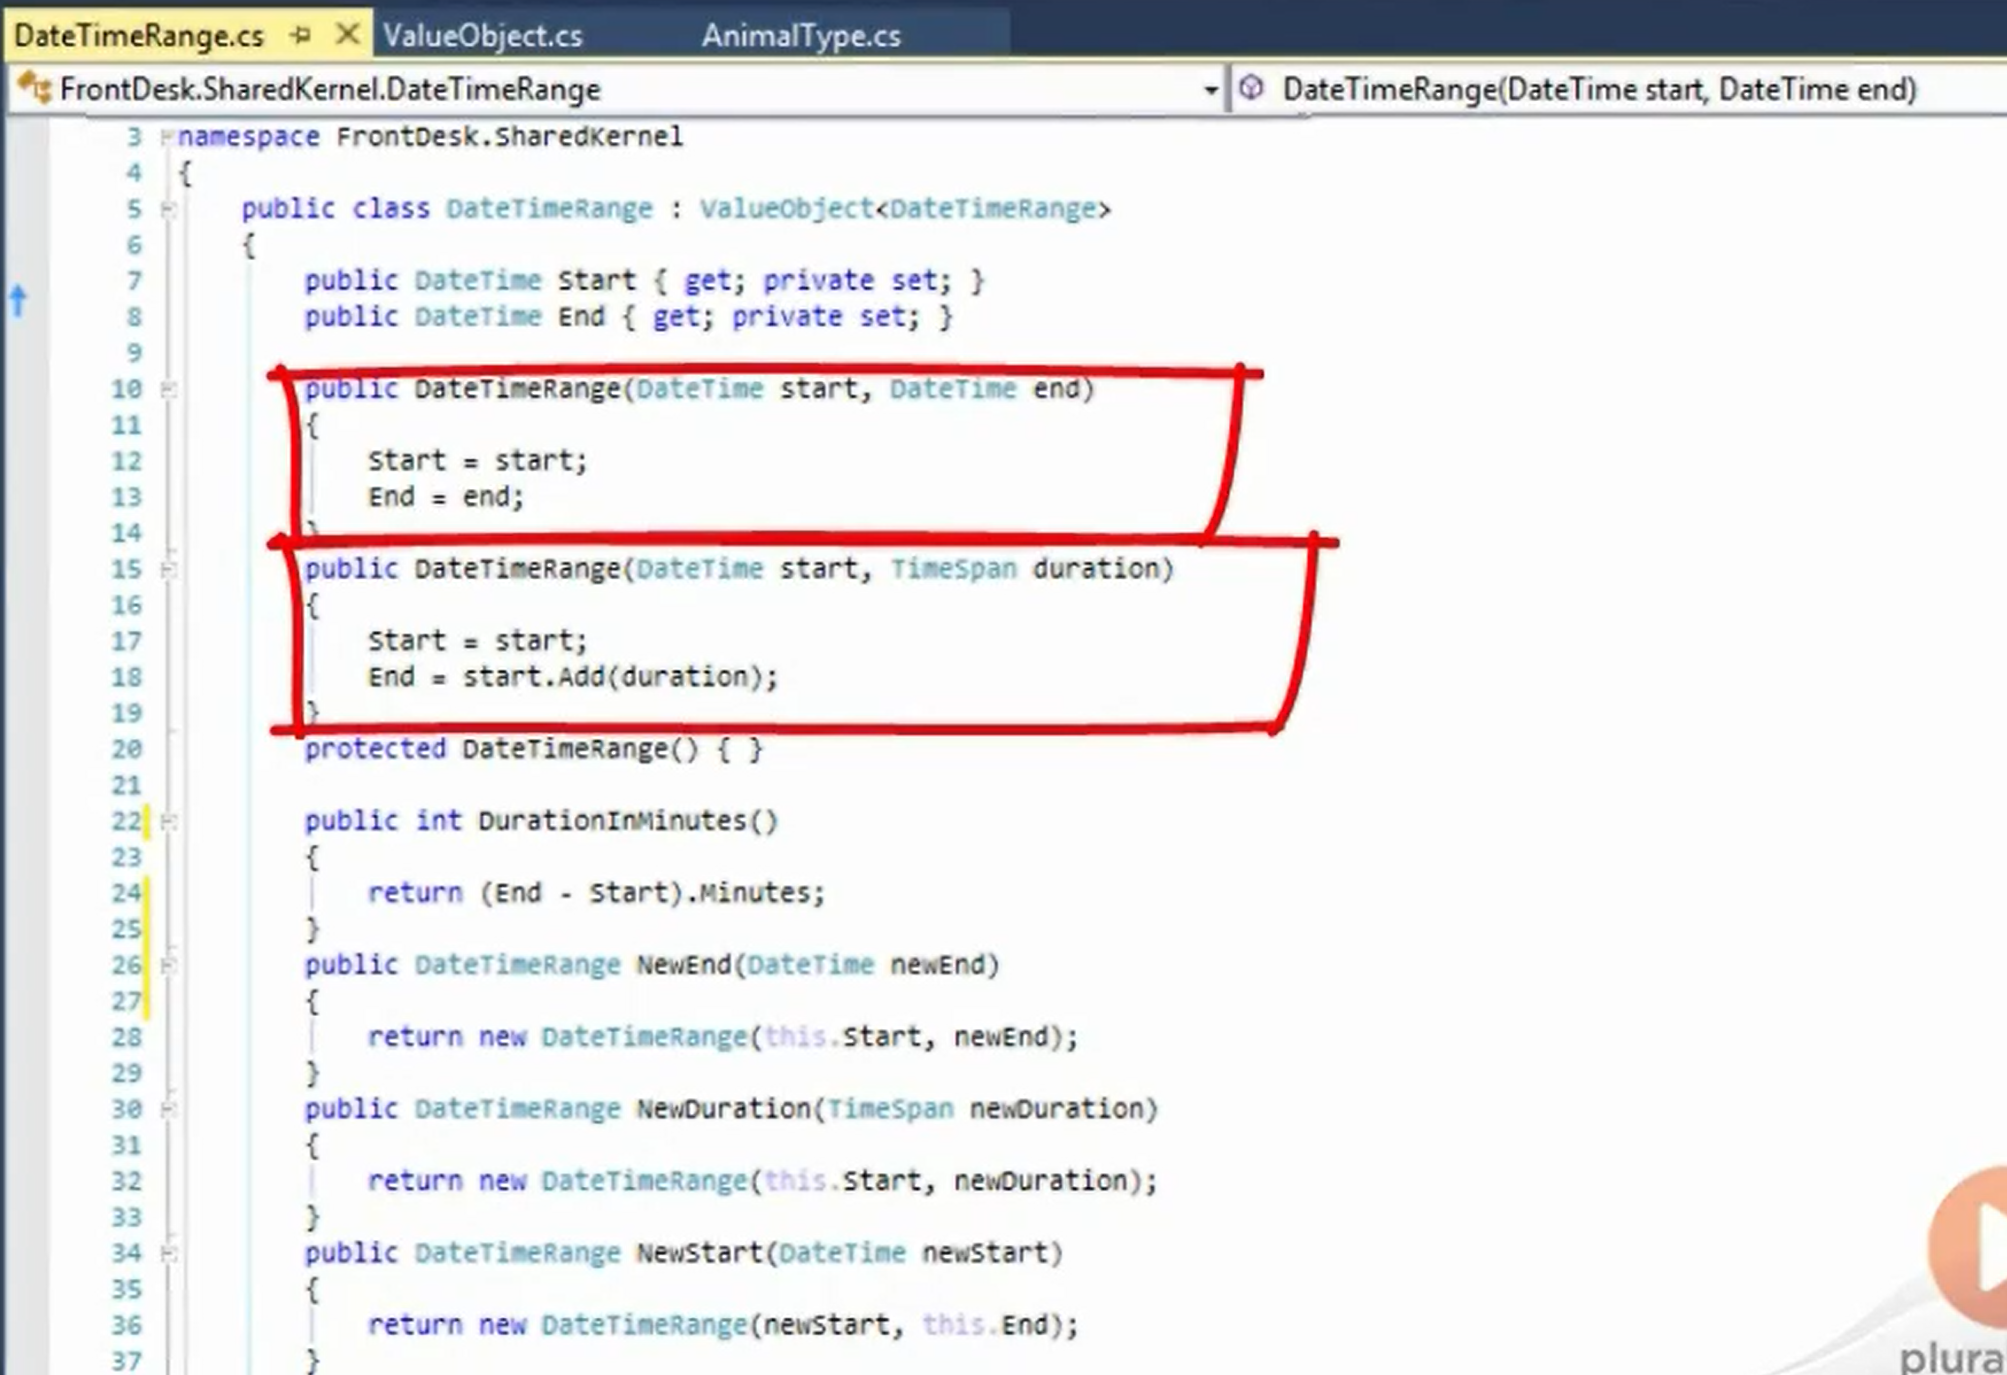 DateTimeRange.cs ValueObject.cs AnimalType.cs
FrontDesk.SharedKernel.DateTimeRange DateTimeRange(DateTime start, DateTime end)
3 namespace FrontDesk.SharedKernel
4 {
5 public class DateTimeRange : ValueObject<DateTimeRange>
6 {
7 public DateTime Start { get; private set; }
8 public DateTime End { get; private set; }
9
10 public DateTimeRange(DateTime start, DateTime end)
11 {
12 Start = start;
13 End = end;
14 }
15 public DateTimeRange(DateTime start, TimeSpan duration)
16 {
17 Start = start;
18 End = start.Add(duration);
19 }
20 protected DateTimeRange() { }
21
22 public int DurationInMinutes()
23 {
24 return (End - Start).Minutes;
25 }
26 public DateTimeRange NewEnd(DateTime newEnd)
27 {
28 return new DateTimeRange(this.Start, newEnd);
29 }
30 public DateTimeRange NewDuration(TimeSpan newDuration)
31 {
32 return new DateTimeRange(this.Start, newDuration);
33 }
34 public DateTimeRange NewStart(DateTime newStart)
35 {
36 return new DateTimeRange(newStart, this.End);
37 }
plura